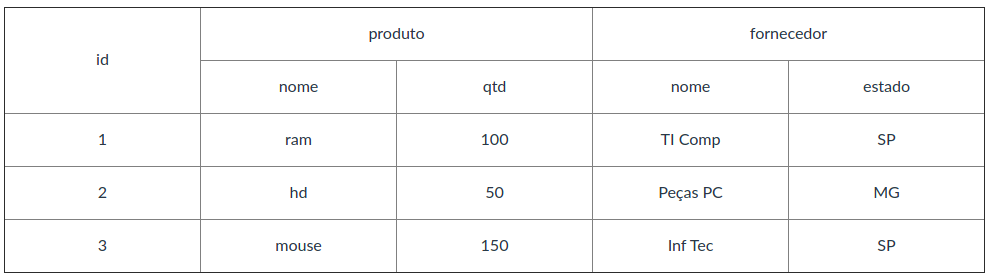 id produto fornecedor
nome qtd nome estado
1 ram 100 TI Comp SP
2 hd 50 Peças PC MG
3 mouse 150 Inf Tec SP